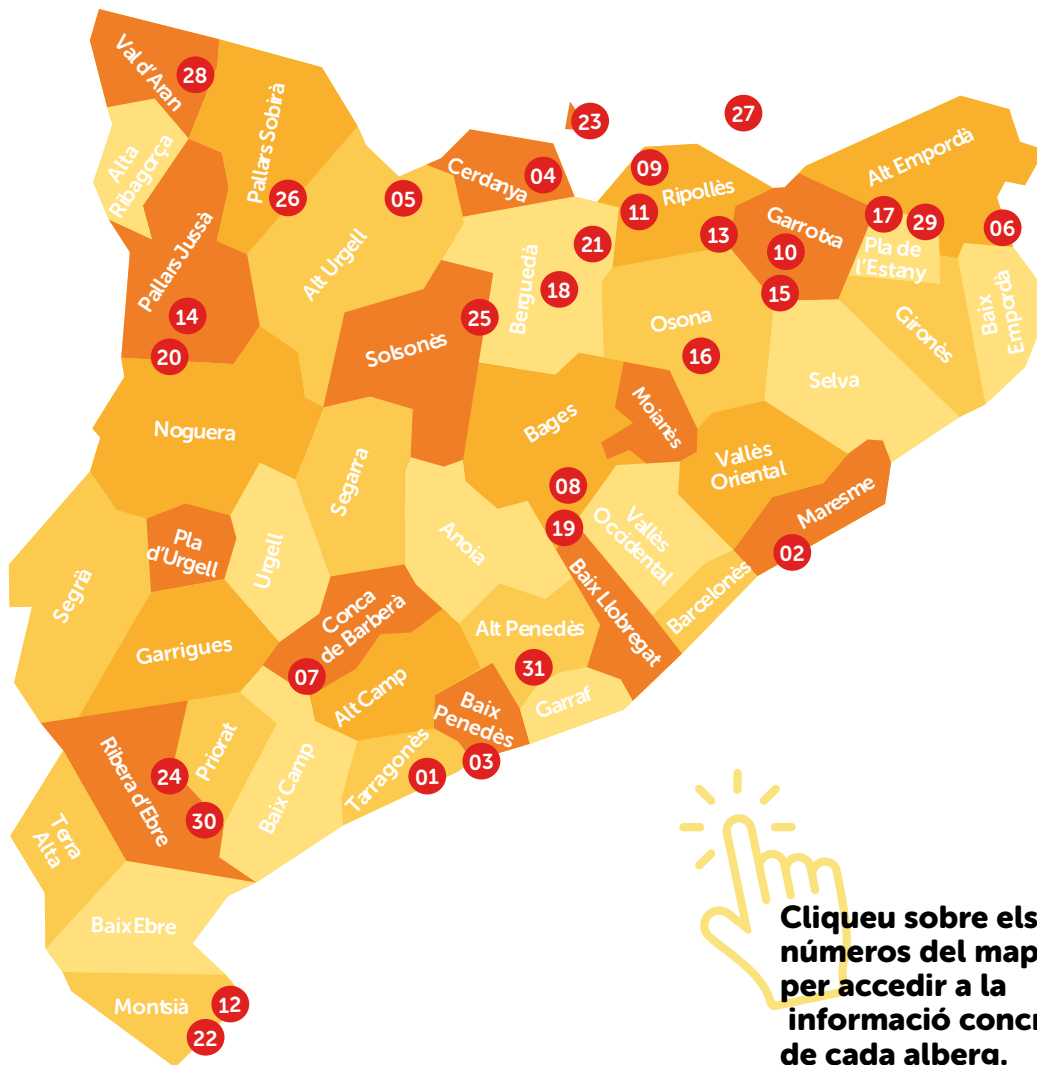 Val d'Aran
28
Alta
Ribagorça
Pallars Sobirà
26
05
Alt Urgell
Cerdanya
04
23
27
09
11
Ripollès
13
Garrotxa
10
15
Alt Empordà
17
29
06
Pla de
l'Estany
Baix
Empordà
Gironès
Pallars Jussà
14
20
Solsonès
25
Berguedà
21
18
Osona
16
Selva
Noguera
Segarra
Bages
Moianès
08
19
Vallès
Oriental
Maresme
02
Vallès
Occidental
Barcelonès
Baix Llobregat
Anoia
Urgell
Pla
d'Urgell
Segrià
Garrigues
Conca
de Barberà
07
Alt Camp
Alt Penedès
31
Garraf
Baix
Penedès
03
Tarragonès
01
Baix Camp
Priorat
Ribera d'Ebre
24
30
Terra
Alta
Baix Ebre
Montsià
12
22
Cliqueu sobre els
números del map
per accedir a la
informació concr
de cada alberg.